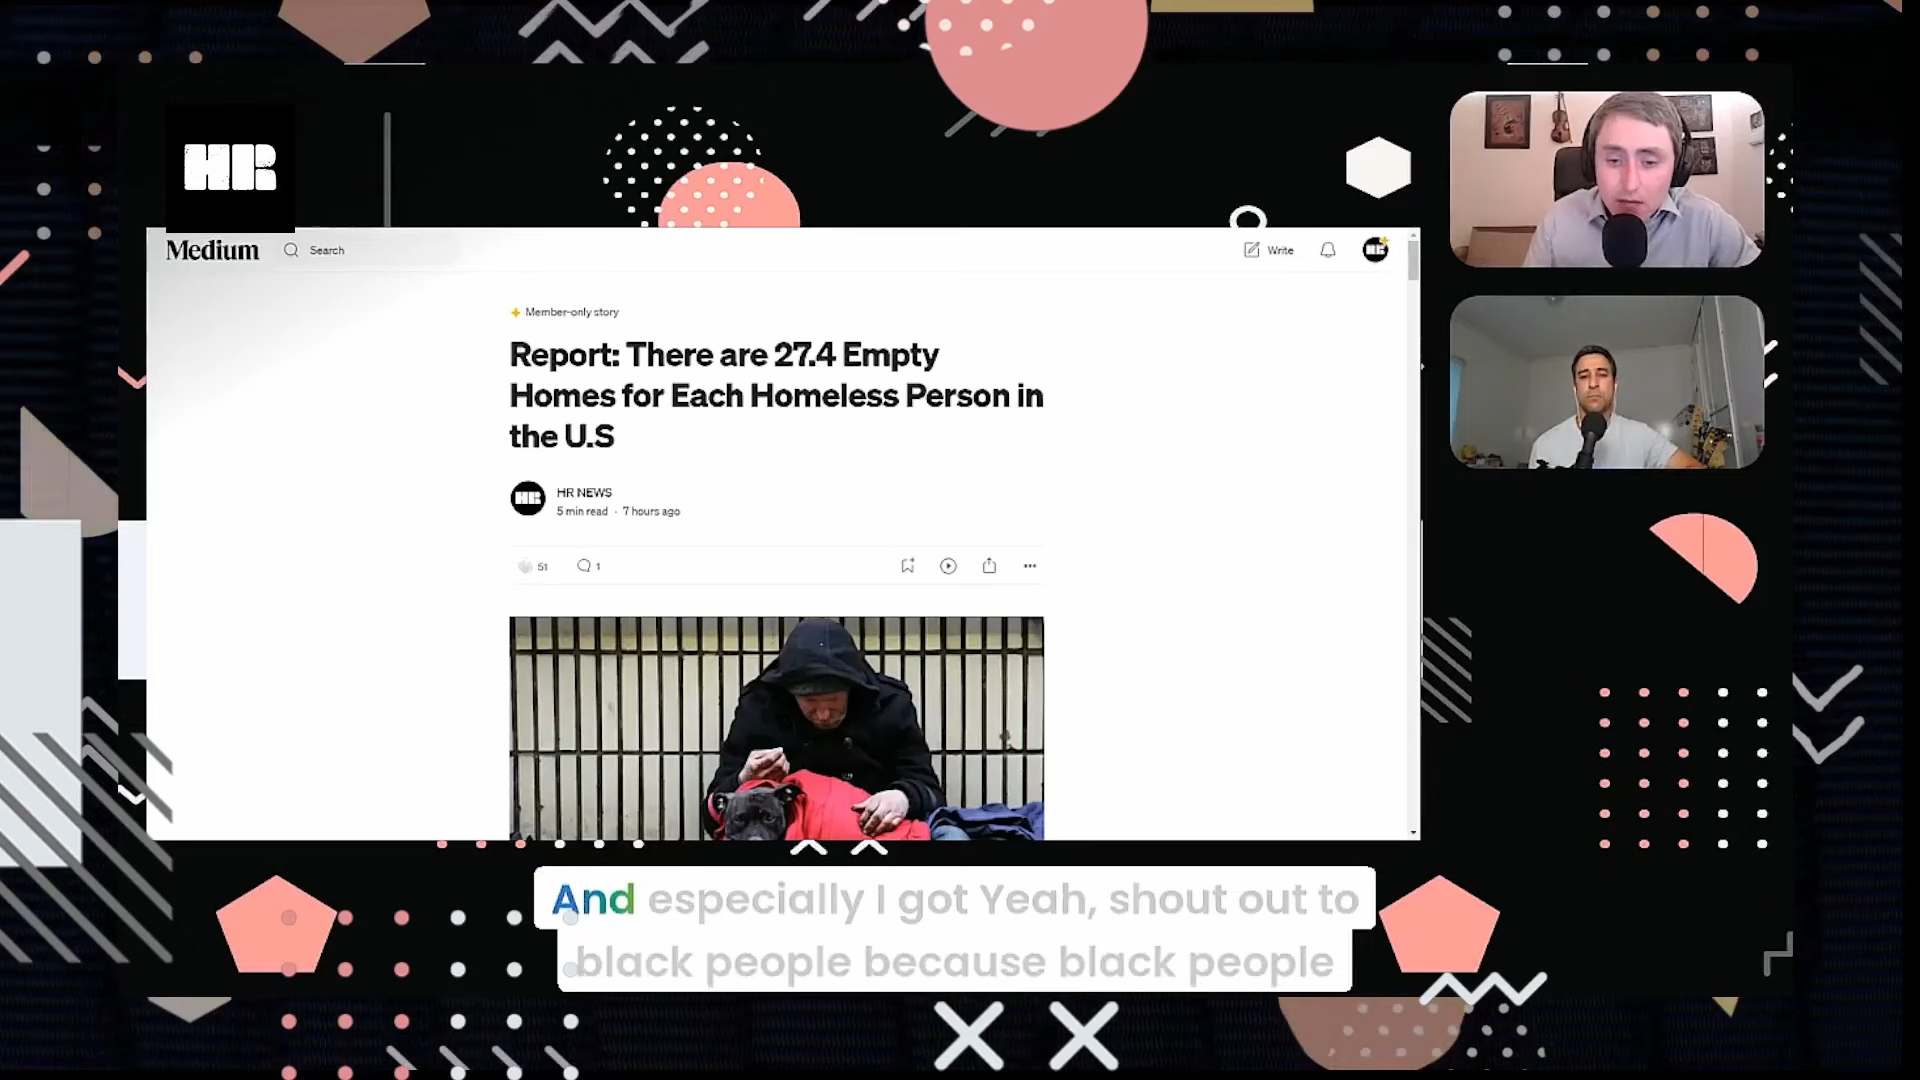 HR
Medium
Search
Write
HR
Member-only story
Report: There are 27.4 Empty
Homes for Each Homeless Person in
the U.S
HR
HR NEWS
5 min read · 7 hours ago
51
1
And especially I got Yeah, shout out to
black people because black people